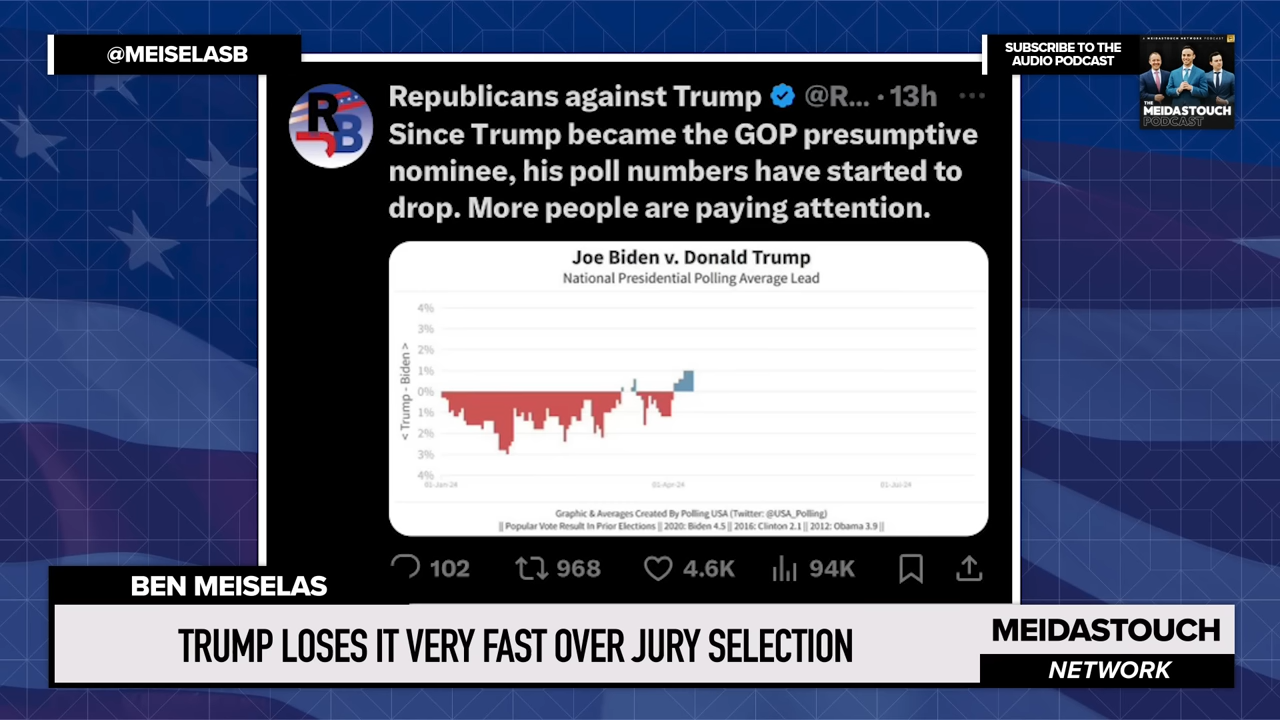 @MEISELASB
SUBSCRIBE TO THE
AUDIO PODCAST
THE
MEIDASTOUCH
PODCAST
Republicans against Trump @R... · 13h ...
Since Trump became the GOP presumptive
nominee, his poll numbers have started to
drop. More people are paying attention.
Joe Biden v. Donald Trump
National Presidential Polling Average Lead
4%
3%
2%
1%
0%
1%
2%
3%
4%
< Trump - Biden >
01-Jan-24 01-Apr-24 01-Jul-24
Graphic & Averages Created By Polling USA (Twitter: @USA_Polling)
|| Popular Vote Result In Prior Elections || 2020: Biden 4.5 || 2016: Clinton 2.1 || 2012: Obama 3.9 ||
102 968 4.6K 94K
BEN MEISELAS
TRUMP LOSES IT VERY FAST OVER JURY SELECTION
MEIDASTOUCH
NETWORK